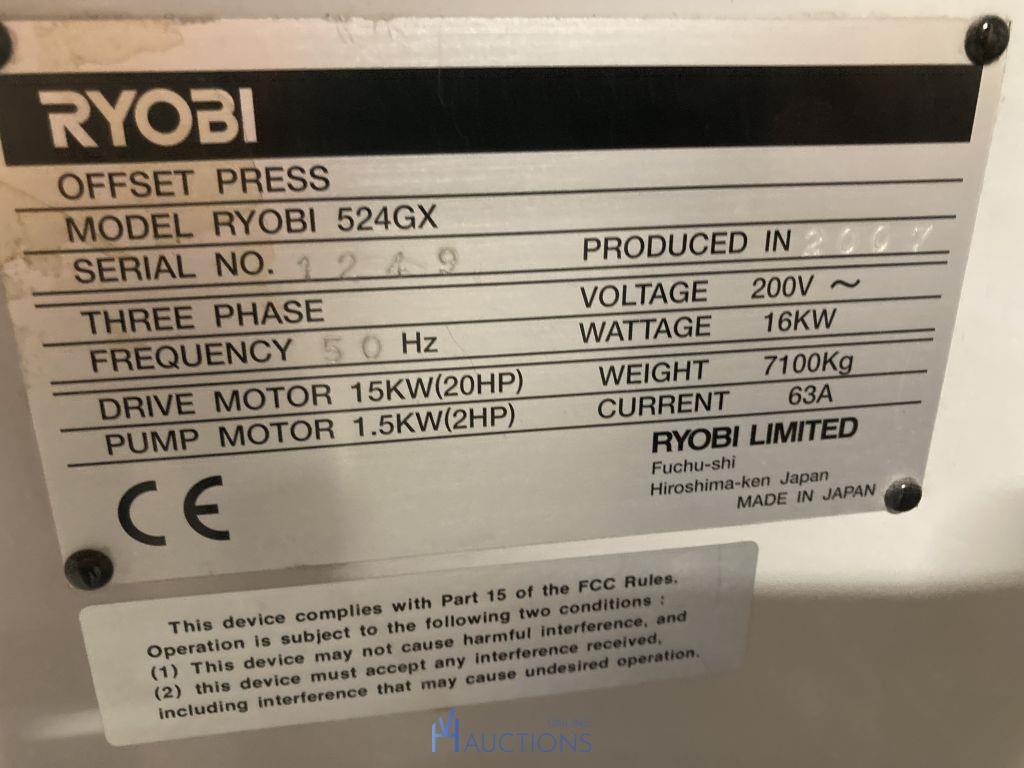 RYOBI
OFFSET PRESS
MODEL RYOBI 524GX
SERIAL NO. 1249 PRODUCED IN 2007
THREE PHASE VOLTAGE 200V ~
FREQUENCY 50 Hz WATTAGE 16KW
DRIVE MOTOR 15KW(20HP) WEIGHT 7100Kg
PUMP MOTOR 1.5KW(2HP) CURRENT 63A
RYOBI LIMITED
Fuchu-shi
Hiroshima-ken Japan
MADE IN JAPAN
CE
This device complies with Part 15 of the FCC Rules.
Operation is subject to the following two conditions :
(1) This device may not cause harmful interference, and
(2) this device must accept any interference received,
including interference that may cause undesired operation.
ONLINE
AUCTIONS